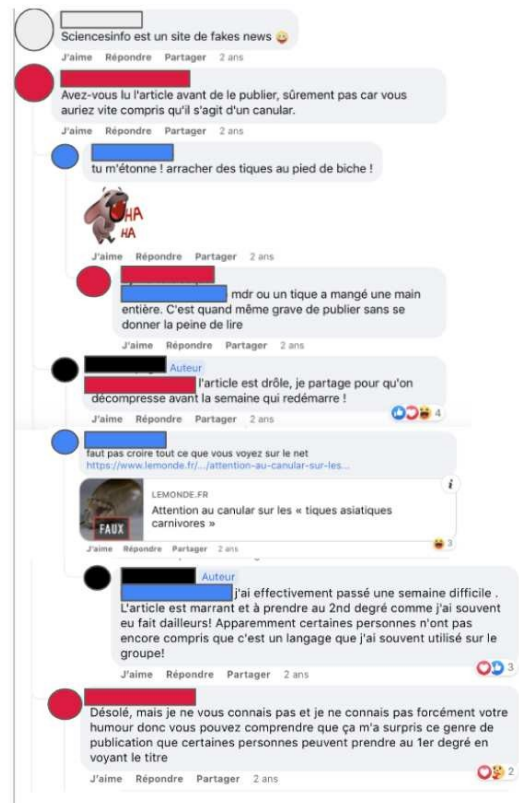 Sciencesinfo est un site de fakes news 😀
J'aime Répondre Partager 2 ans
Avez-vous lu l'article avant de le publier, sûrement pas car vous
auriez vite compris qu'il s'agit d'un canular.
J'aime Répondre Partager 2 ans
tu m'étonne ! arracher des tiques au pied de biche !
HA
HA
J'aime Répondre Partager 2 ans
mdr ou un tique a mangé une main
entière. C'est quand même grave de publier sans se
donner la peine de lire
J'aime Répondre Partager 2 ans
Auteur
l'article est drôle, je partage pour qu'on
décompresse avant la semaine qui redémarre !
J'aime Répondre Partager 2 ans 4
faut pas croire tout ce que vous voyez sur le net
https://www.lemonde.fr/.../attention-au-canular-sur-les...
i
LEMONDE.FR
Attention au canular sur les « tiques asiatiques
carnivores »
FAUX
J'aime Répondre Partager 2 ans 3
Auteur
j'ai effectivement passé une semaine difficile .
L'article est marrant et à prendre au 2nd degré comme j'ai souvent
eu fait dailleurs! Apparemment certaines personnes n'ont pas
encore compris que c'est un langage que j'ai souvent utilisé sur le
groupe!
J'aime Répondre Partager 2 ans 3
Désolé, mais je ne vous connais pas et je ne connais pas forcément votre
humour donc vous pouvez comprendre que ça m'a surpris ce genre de
publication que certaines personnes peuvent prendre au 1er degré en
voyant le titre
J'aime Répondre Partager 2 ans 2